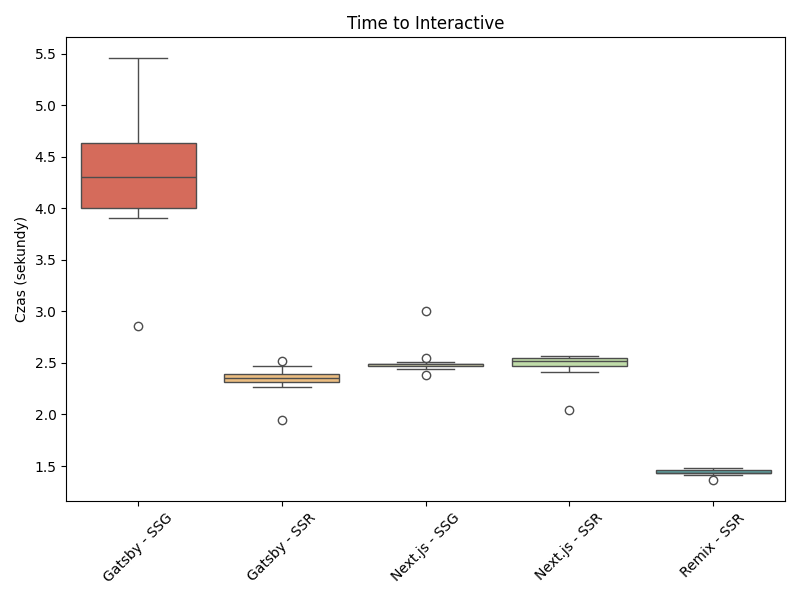 Time to Interactive
Czas (sekundy)
5.5
5.0
4.5
4.0
3.5
3.0
2.5
2.0
1.5
Gatsby - SSG
Gatsby - SSR
Next.js - SSG
Next.js - SSR
Remix - SSR